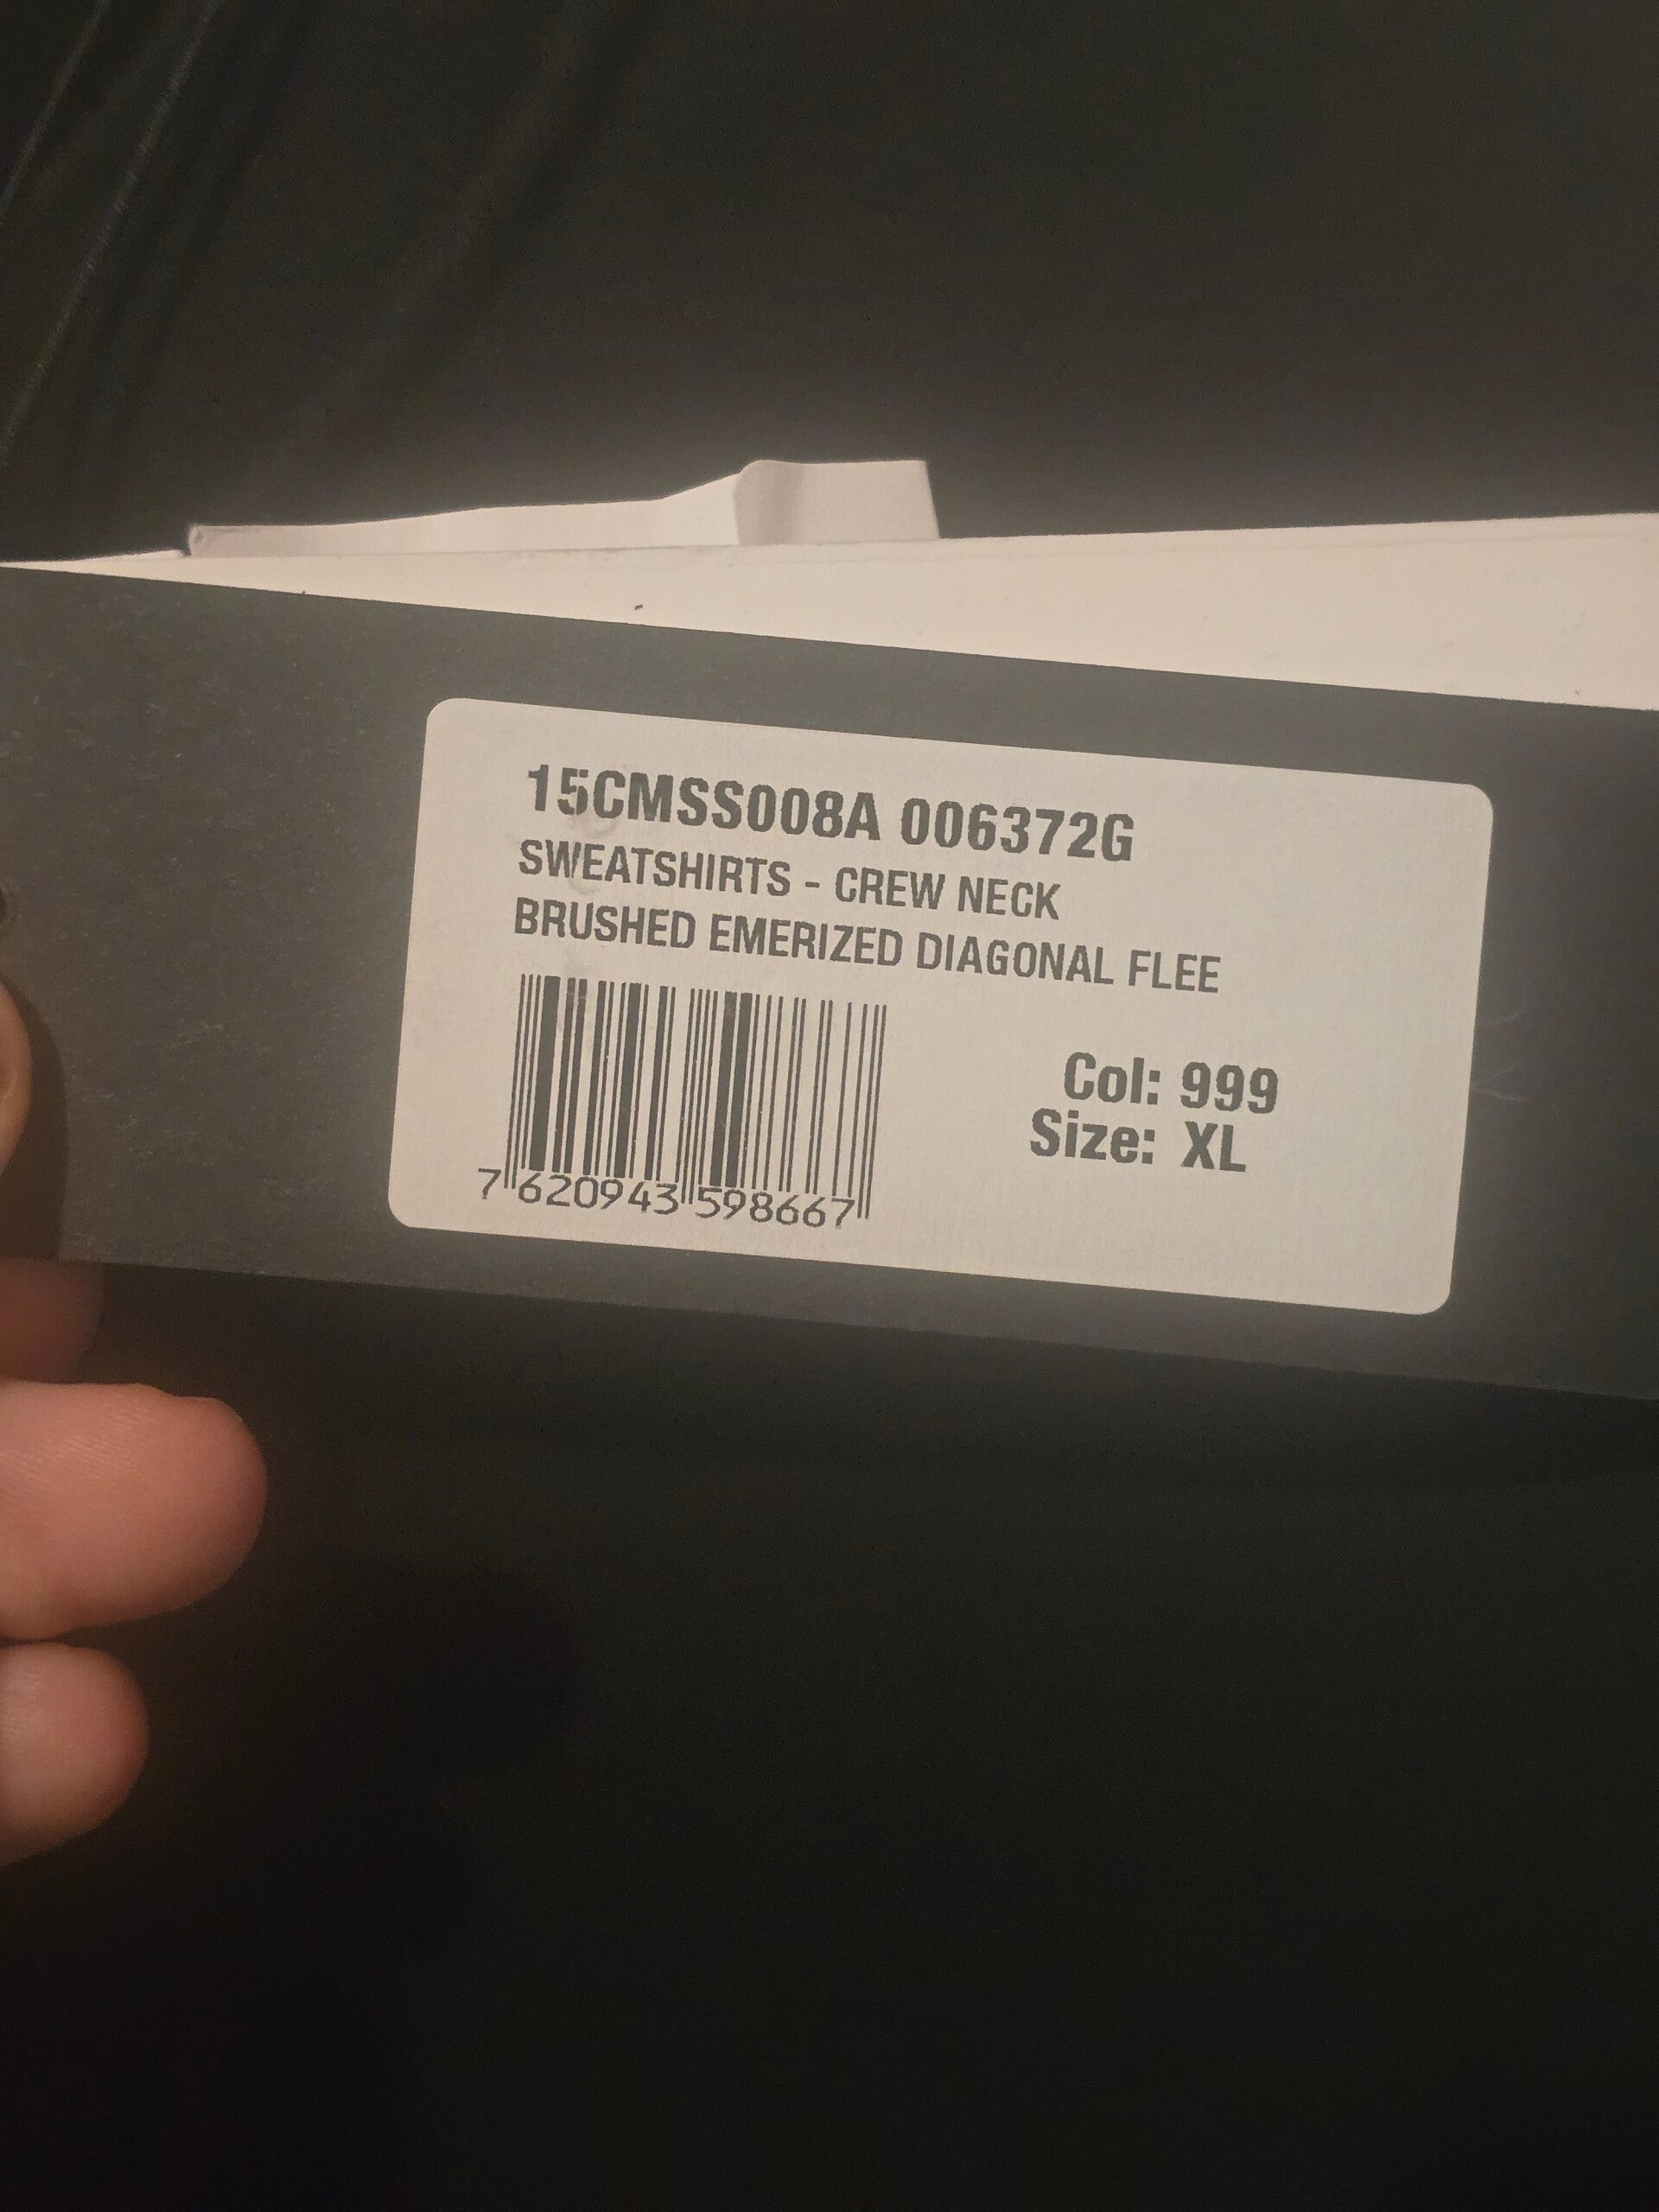 15CMSS008A 006372G
SWEATSHIRTS - CREW NECK
BRUSHED EMERIZED DIAGONAL FLEE
Col: 999
Size: XL
7 620943 598667